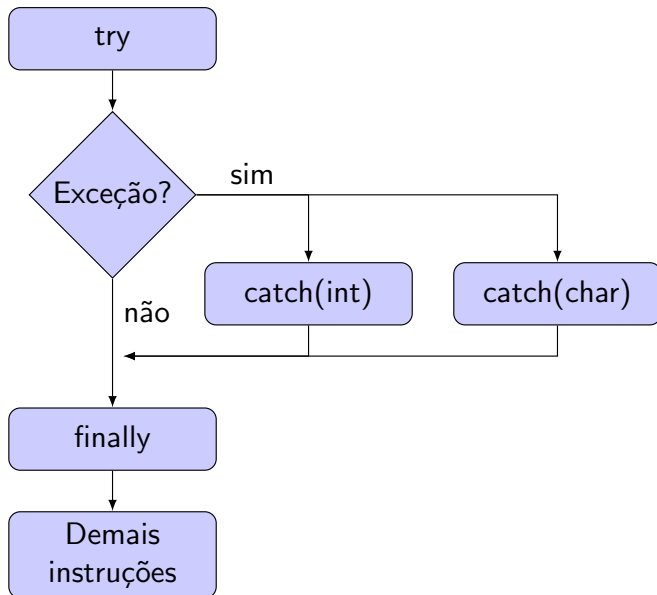 try
Exceção?
sim
catch(int)
catch(char)
não
finally
Demais
instruções